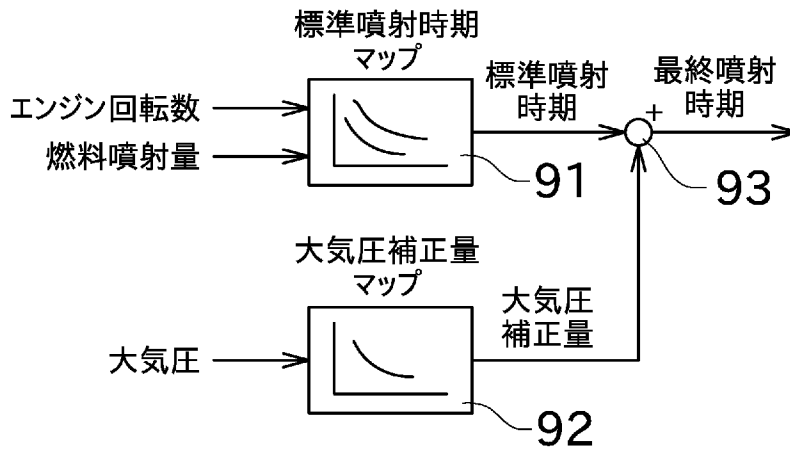 標準噴射時期
マップ
エンジン回転数
燃料噴射量
標準噴射
時期
最終噴射
時期
+
91
93
大気圧補正量
マップ
大気圧
大気圧
補正量
92